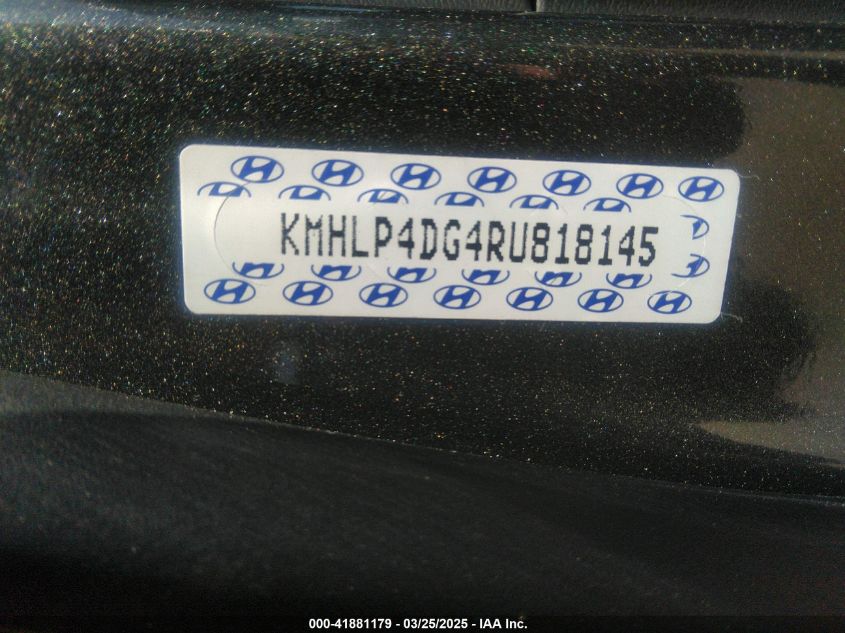 KMHLP4DG4RU818145
000-41881179 - 03/25/2025 - IAA Inc.